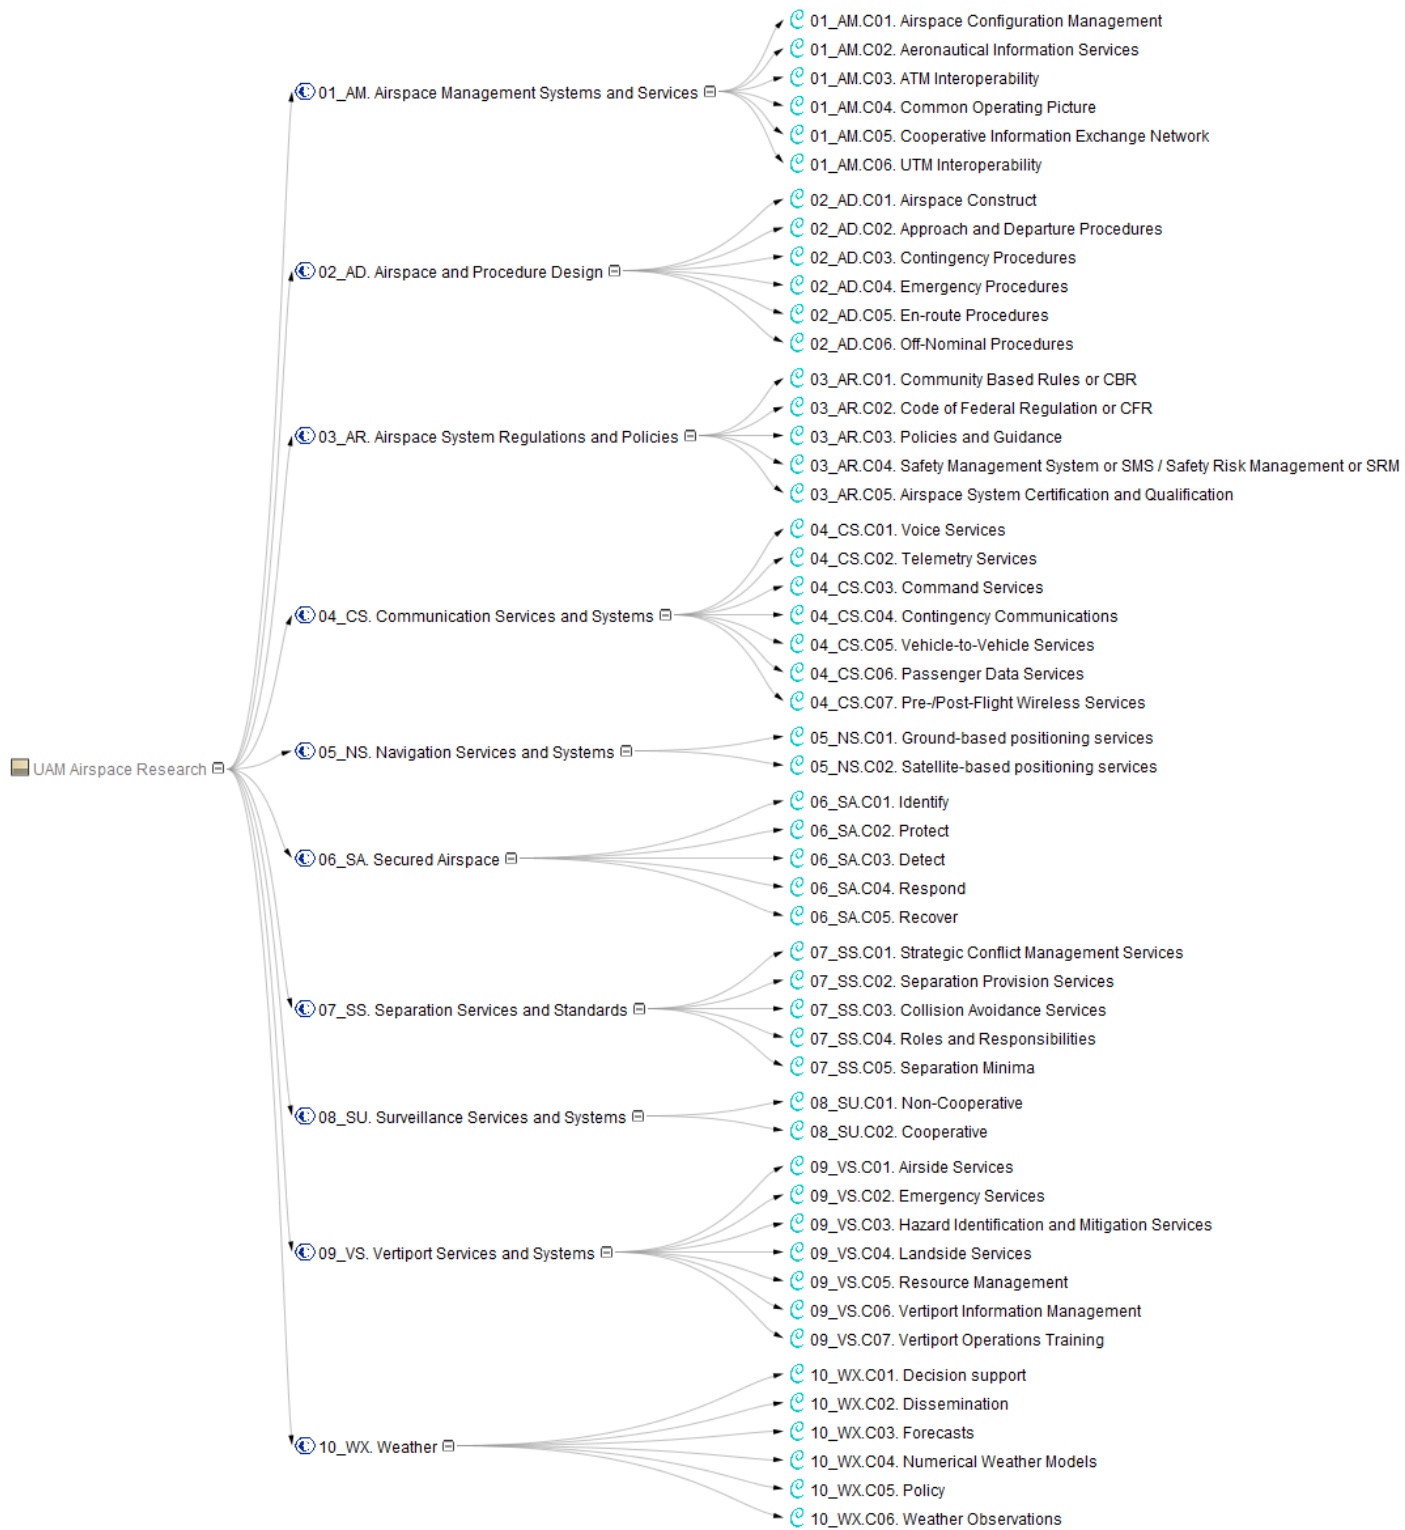 UAM Airspace Research
01_AM. Airspace Management Systems and Services
01_AM.C01. Airspace Configuration Management
01_AM.C02. Aeronautical Information Services
01_AM.C03. ATM Interoperability
01_AM.C04. Common Operating Picture
01_AM.C05. Cooperative Information Exchange Network
01_AM.C06. UTM Interoperability
02_AD. Airspace and Procedure Design
02_AD.C01. Airspace Construct
02_AD.C02. Approach and Departure Procedures
02_AD.C03. Contingency Procedures
02_AD.C04. Emergency Procedures
02_AD.C05. En-route Procedures
02_AD.C06. Off-Nominal Procedures
03_AR. Airspace System Regulations and Policies
03_AR.C01. Community Based Rules or CBR
03_AR.C02. Code of Federal Regulation or CFR
03_AR.C03. Policies and Guidance
03_AR.C04. Safety Management System or SMS / Safety Risk Management or SRM
03_AR.C05. Airspace System Certification and Qualification
04_CS. Communication Services and Systems
04_CS.C01. Voice Services
04_CS.C02. Telemetry Services
04_CS.C03. Command Services
04_CS.C04. Contingency Communications
04_CS.C05. Vehicle-to-Vehicle Services
04_CS.C06. Passenger Data Services
04_CS.C07. Pre-/Post-Flight Wireless Services
05_NS. Navigation Services and Systems
05_NS.C01. Ground-based positioning services
05_NS.C02. Satellite-based positioning services
06_SA. Secured Airspace
06_SA.C01. Identify
06_SA.C02. Protect
06_SA.C03. Detect
06_SA.C04. Respond
06_SA.C05. Recover
07_SS. Separation Services and Standards
07_SS.C01. Strategic Conflict Management Services
07_SS.C02. Separation Provision Services
07_SS.C03. Collision Avoidance Services
07_SS.C04. Roles and Responsibilities
07_SS.C05. Separation Minima
08_SU. Surveillance Services and Systems
08_SU.C01. Non-Cooperative
08_SU.C02. Cooperative
09_VS. Vertiport Services and Systems
09_VS.C01. Airside Services
09_VS.C02. Emergency Services
09_VS.C03. Hazard Identification and Mitigation Services
09_VS.C04. Landside Services
09_VS.C05. Resource Management
09_VS.C06. Vertiport Information Management
09_VS.C07. Vertiport Operations Training
10_WX. Weather
10_WX.C01. Decision support
10_WX.C02. Dissemination
10_WX.C03. Forecasts
10_WX.C04. Numerical Weather Models
10_WX.C05. Policy
10_WX.C06. Weather Observations